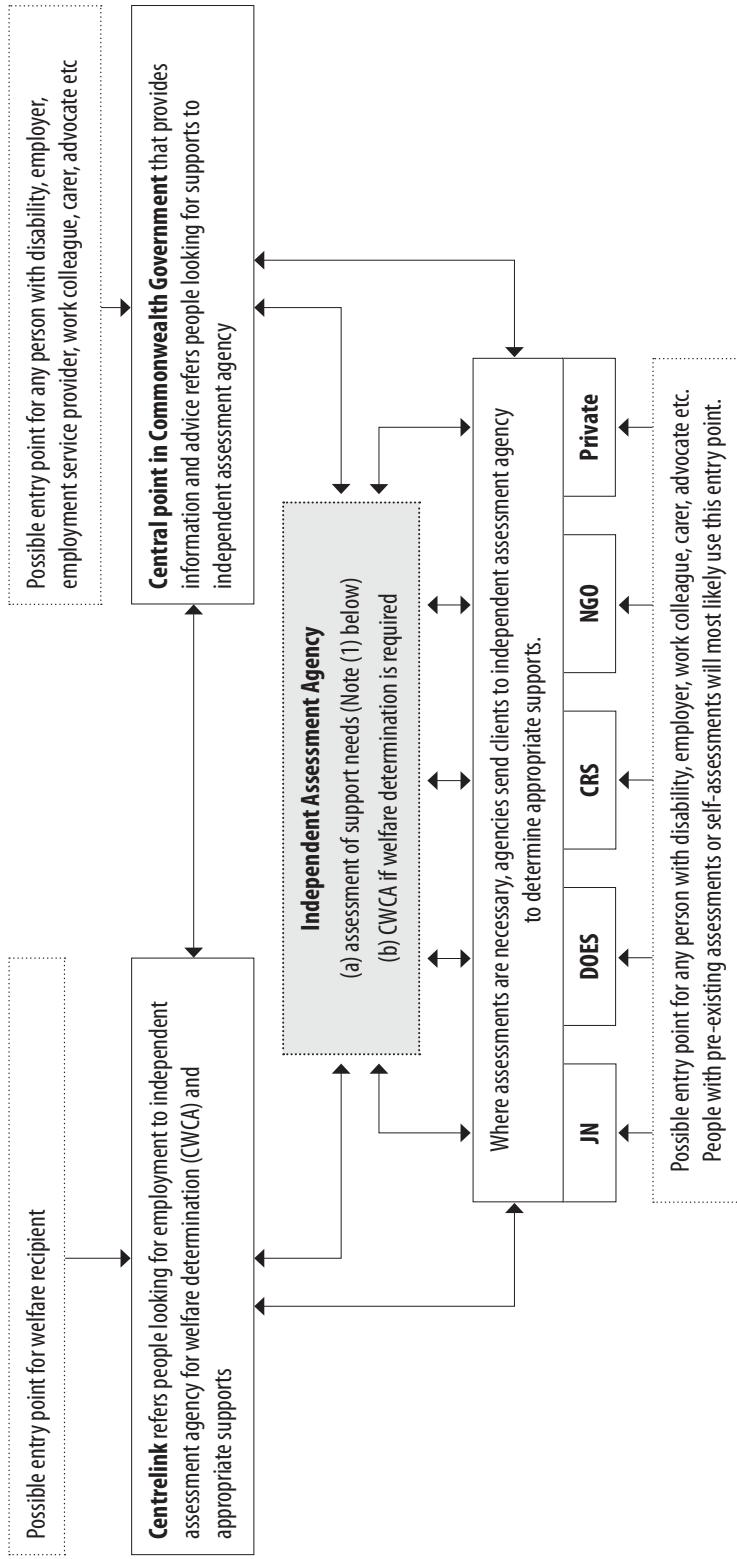 Possible entry point for welfare recipient
Centrelink refers people looking for employment to independent
assessment agency for welfare determination (CWCA) and
appropriate supports
Possible entry point for any person with disability, employer,
employment service provider, work colleague, carer, advocate etc
Central point in Commonwealth Government that provides
information and advice refers people looking for supports to
independent assessment agency
Independent Assessment Agency
(a) assessment of support needs (Note (1) below)
(b) CWCA if welfare determination is required
Where assessments are necessary, agencies send clients to independent assessment agency
to determine appropriate supports.
JN
DOES
CRS
NGO
Private
Possible entry point for any person with disability, employer, work colleague, carer, advocate etc.
People with pre-existing assessments or self-assessments will most likely use this entry point.